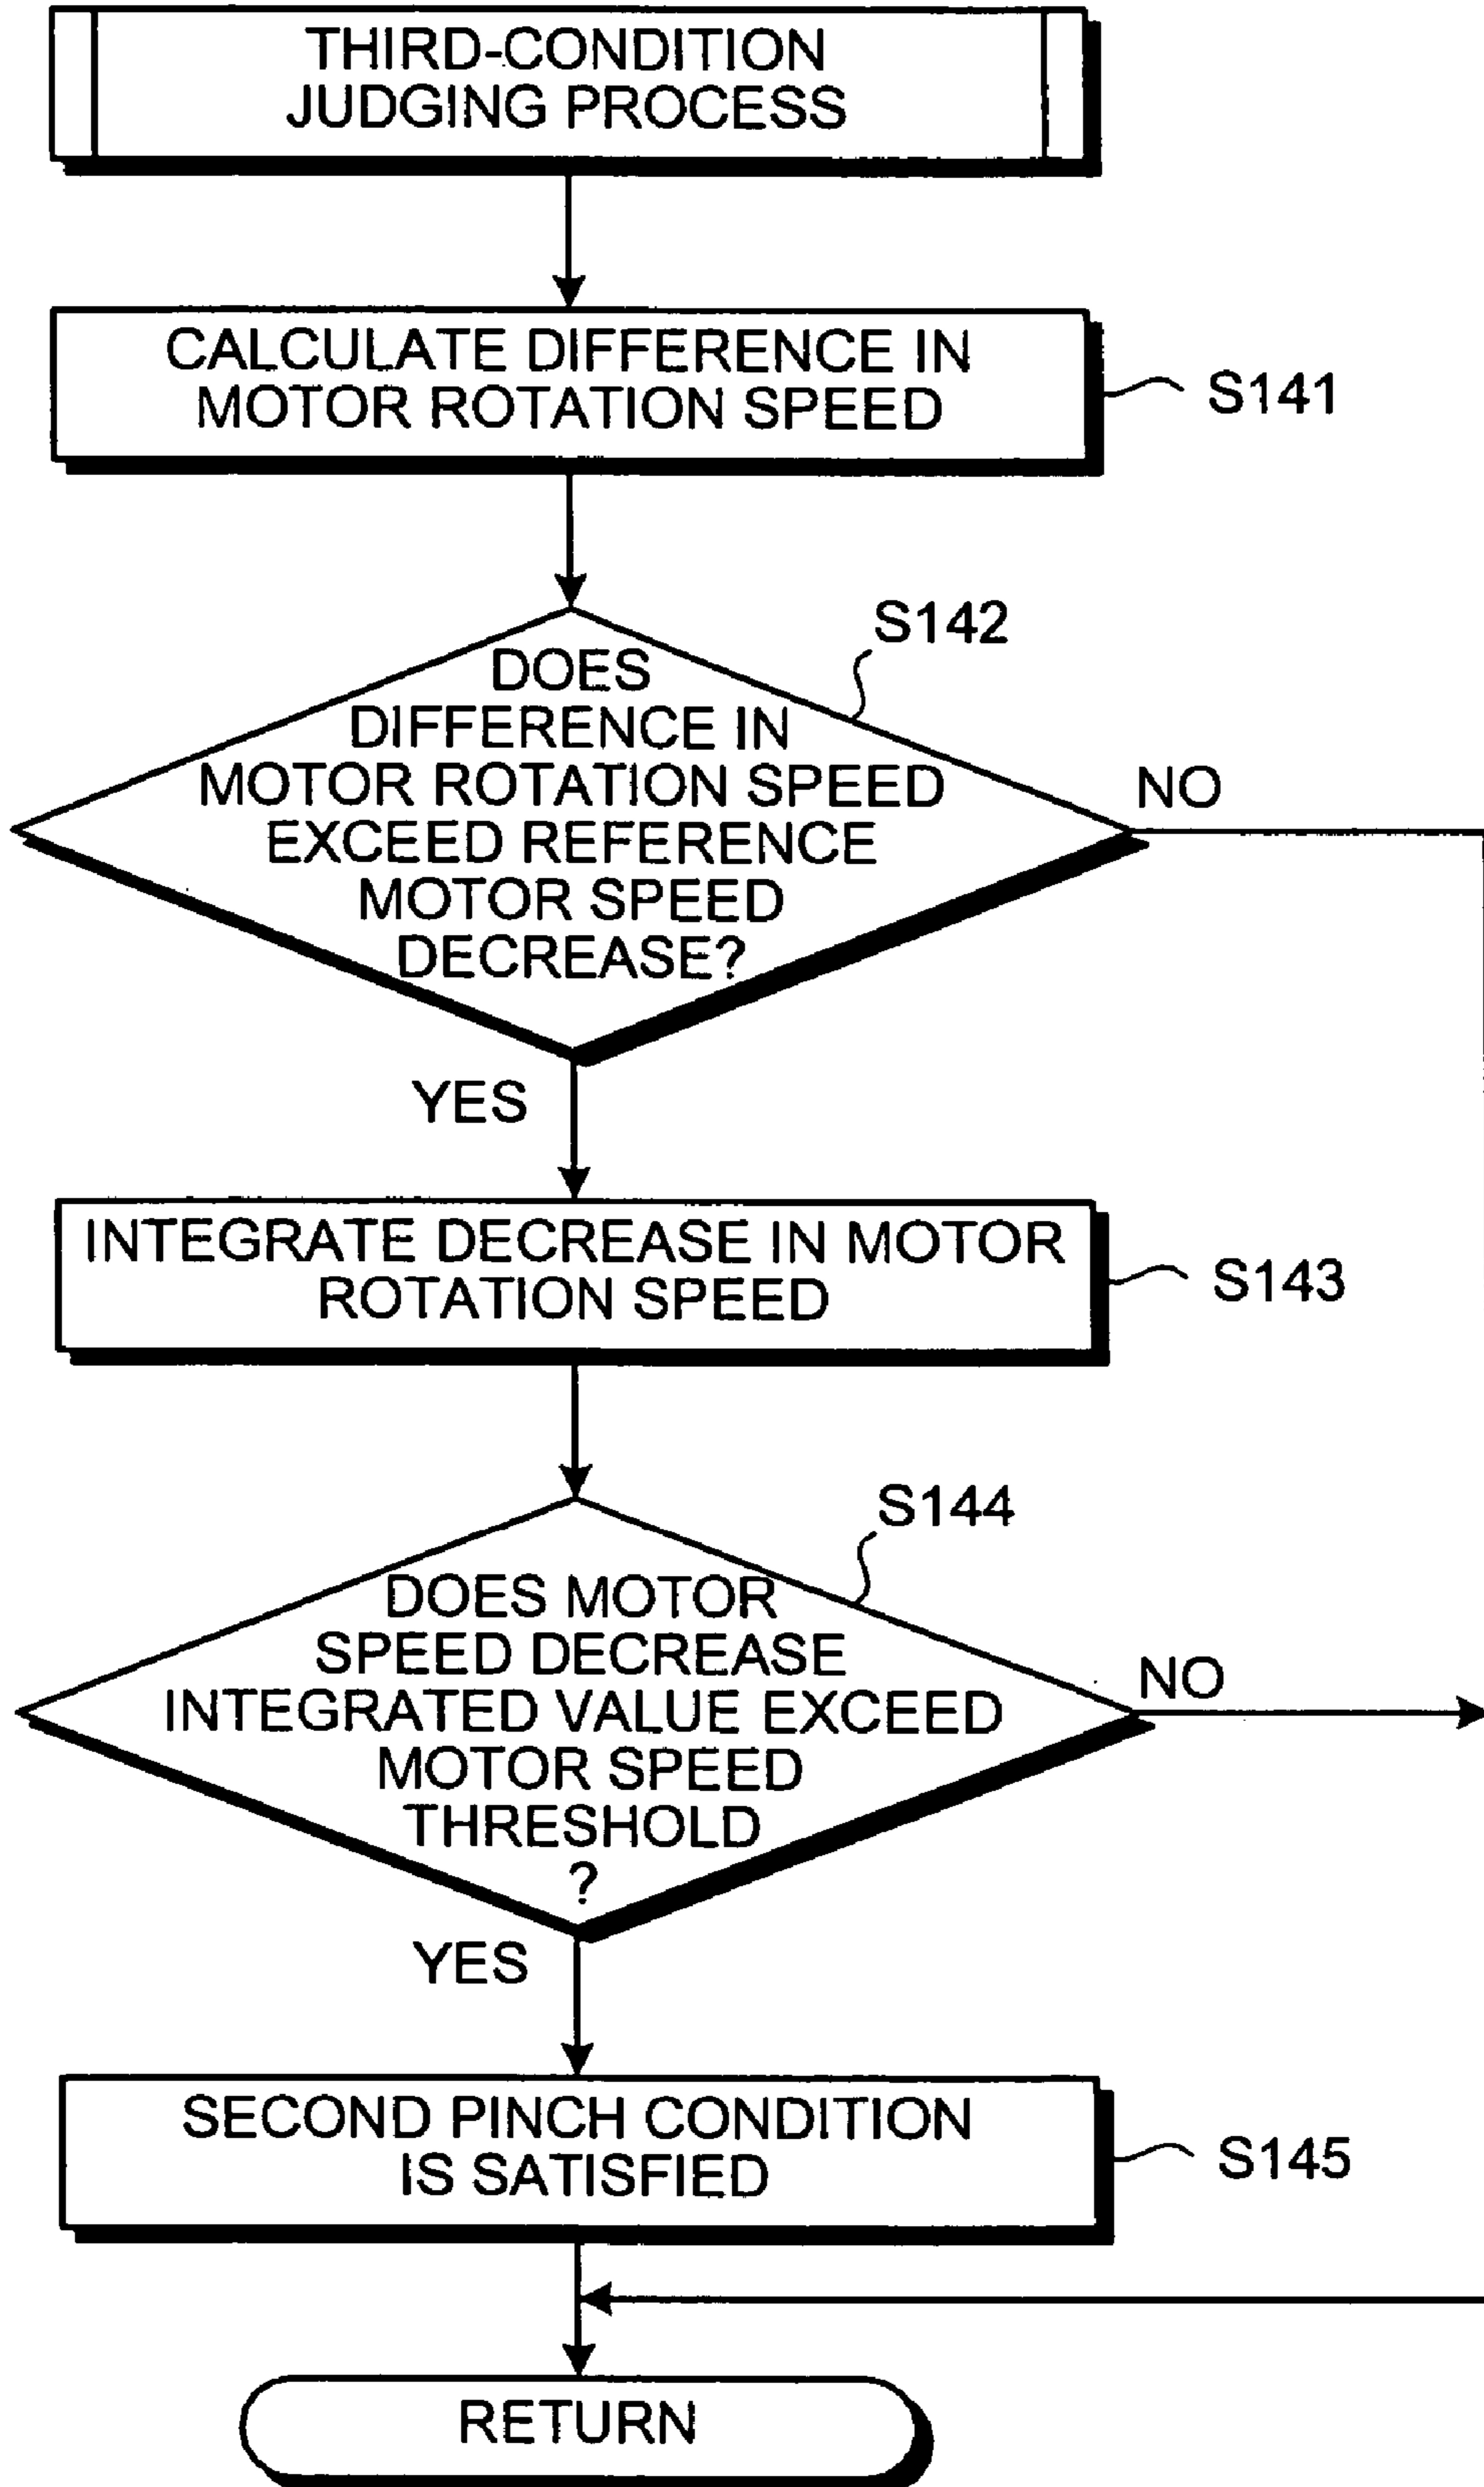 THIRD-CONDITION
JUDGING PROCESS
CALCULATE DIFFERENCE IN
MOTOR ROTATION SPEED
S141
S142
DOES
DIFFERENCE IN
MOTOR ROTATION SPEED
EXCEED REFERENCE
MOTOR SPEED
DECREASE?
NO
YES
INTEGRATE DECREASE IN MOTOR
ROTATION SPEED
S143
S144
DOES MOTOR
SPEED DECREASE
INTEGRATED VALUE EXCEED
MOTOR SPEED
THRESHOLD
?
NO
YES
SECOND PINCH CONDITION
IS SATISFIED
S145
RETURN